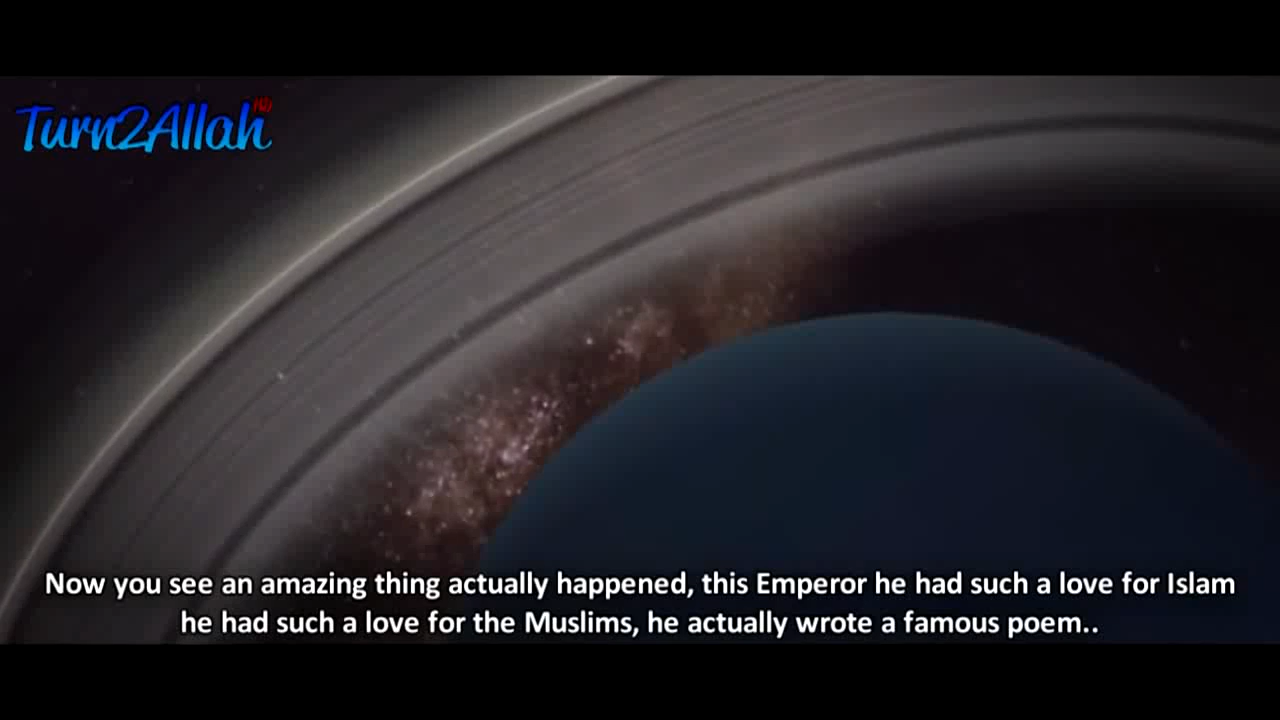 Turn2Allah
Now you see an amazing thing actually happened, this Emperor he had such a love for Islam
he had such a love for the Muslims, he actually wrote a famous poem..